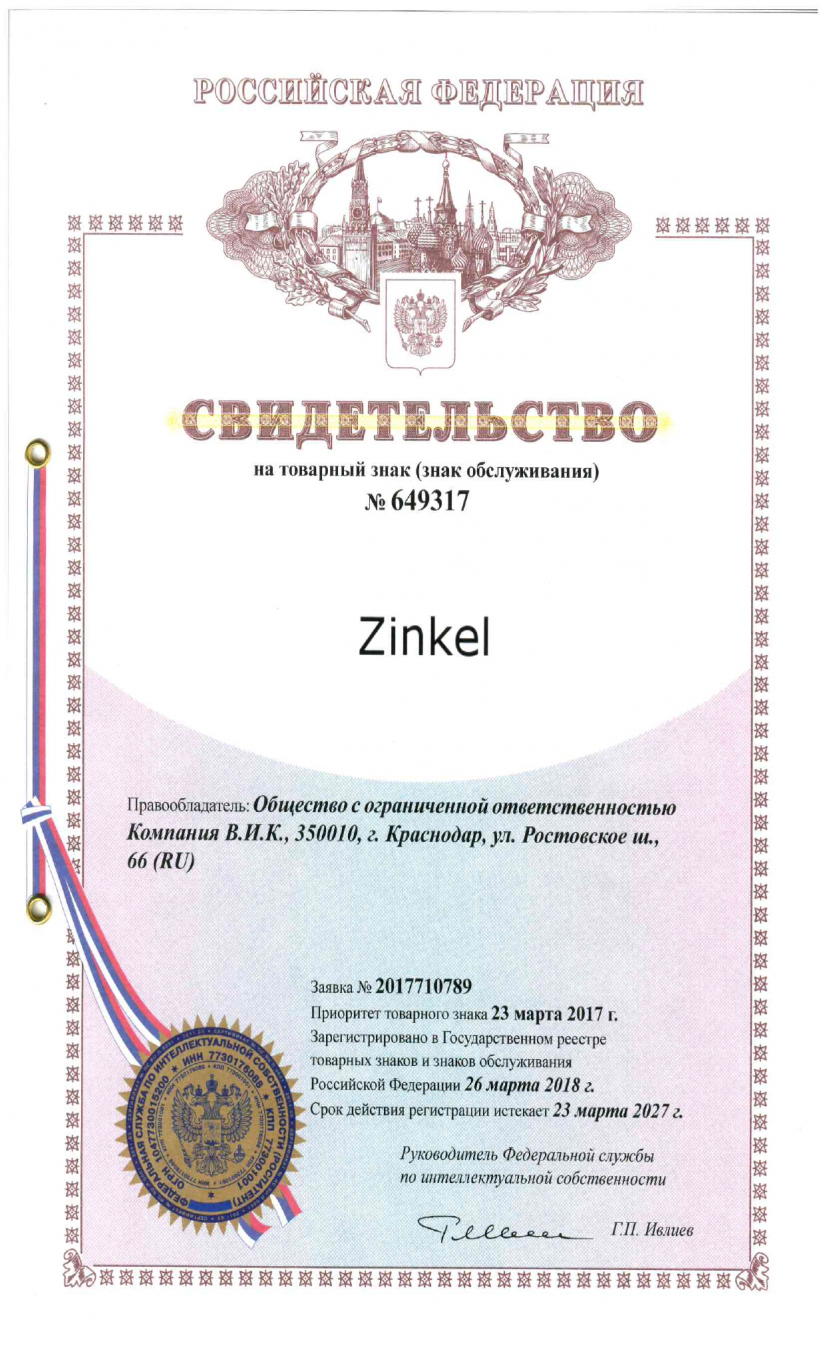 РОССИЙСКАЯ ФЕДЕРАЦИЯ
СВИДЕТЕЛЬСТВО
на товарный знак (знак обслуживания)
№ 649317
Zinkel
Правообладатель: Общество с ограниченной ответственностью
Компания В.И.К., 350010, г. Краснодар, ул. Ростовское ш.,
66 (RU)
Заявка № 2017710789
Приоритет товарного знака 23 марта 2017 г.
Зарегистрировано в Государственном реестре
товарных знаков и знаков обслуживания
Российской Федерации 26 марта 2018 г.
Срок действия регистрации истекает 23 марта 2027 г.
Руководитель Федеральной службы
по интеллектуальной собственности
Г.П. Ивлиев
ФЕДЕРАЛЬНАЯ СЛУЖБА ПО ИНТЕЛЛЕКТУАЛЬНОЙ СОБСТВЕННОСТИ (РОСПАТЕНТ)
ОГРН 1047730015200 * ИНН 7730176088 * КПП 773001001